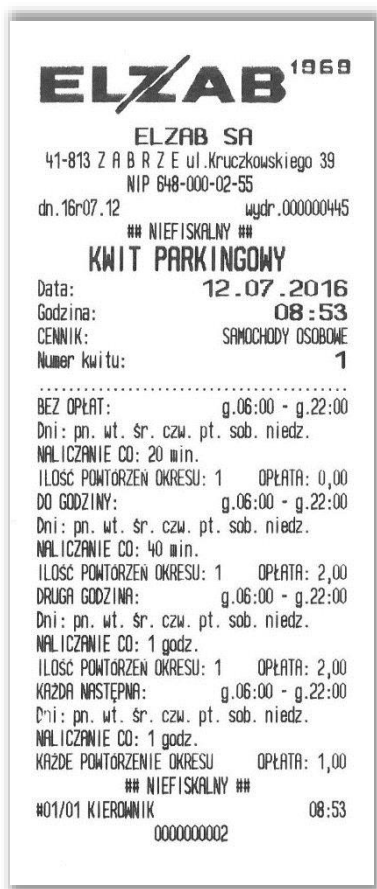 ELZAB 1969
ELZAB SA
41-813 Z A B R Z E ul.Kruczkowskiego 39
NIP 648-000-02-55
dn.16r07.12 wydr.000000445
## NIEFISKALNY ##
KWIT PARKINGOWY
Data: 12.07.2016
Godzina: 08:53
CENNIK: SAMOCHODY OSOBOWE
Numer kwitu: 1
BEZ OPŁAT: g.06:00 - g.22:00
Dni: pn. wt. śr. czw. pt. sob. niedz.
NALICZANIE CO: 20 min.
ILOŚĆ POWTÓRZEŃ OKRESU: 1 OPŁATA: 0,00
DO GODZINY: g.06:00 - g.22:00
Dni: pn. wt. śr. czw. pt. sob. niedz.
NALICZANIE CO: 40 min.
ILOŚĆ POWTÓRZEŃ OKRESU: 1 OPŁATA: 2,00
DRUGA GODZINA: g.06:00 - g.22:00
Dni: pn. wt. śr. czw. pt. sob. niedz.
NALICZANIE CO: 1 godz.
ILOŚĆ POWTÓRZEŃ OKRESU: 1 OPŁATA: 2,00
KAŻDA NASTĘPNA: g.06:00 - g.22:00
Dni: pn. wt. śr. czw. pt. sob. niedz.
NALICZANIE CO: 1 godz.
KAŻDE POWTÓRZENIE OKRESU OPŁATA: 1,00
## NIEFISKALNY ##
#01/01 KIEROWNIK 08:53
0000000002